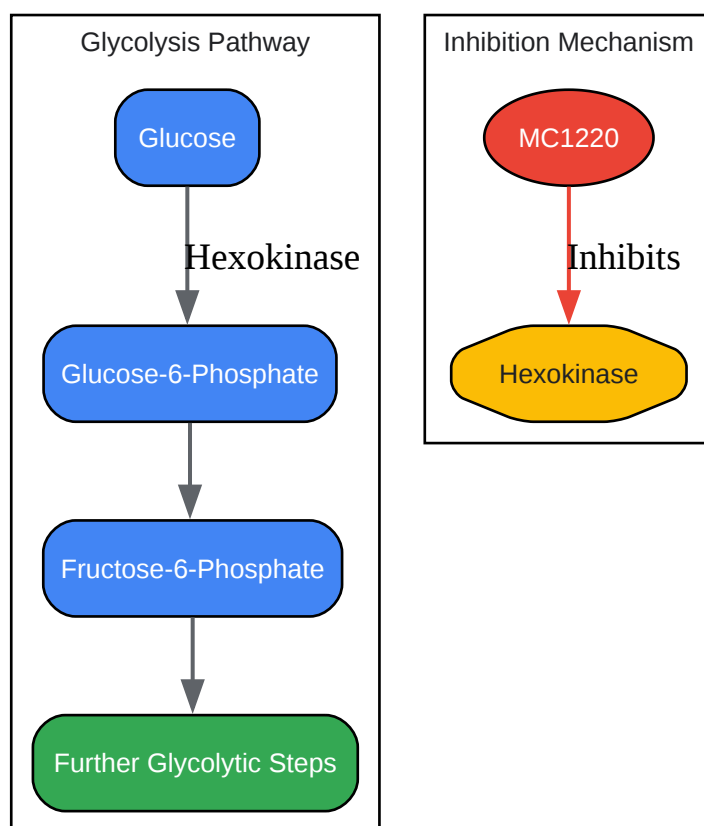 Glycolysis Pathway
Glucose
Hexokinase
Glucose-6-Phosphate
Fructose-6-Phosphate
Further Glycolytic Steps
Inhibition Mechanism
MC1220
Inhibits
Hexokinase